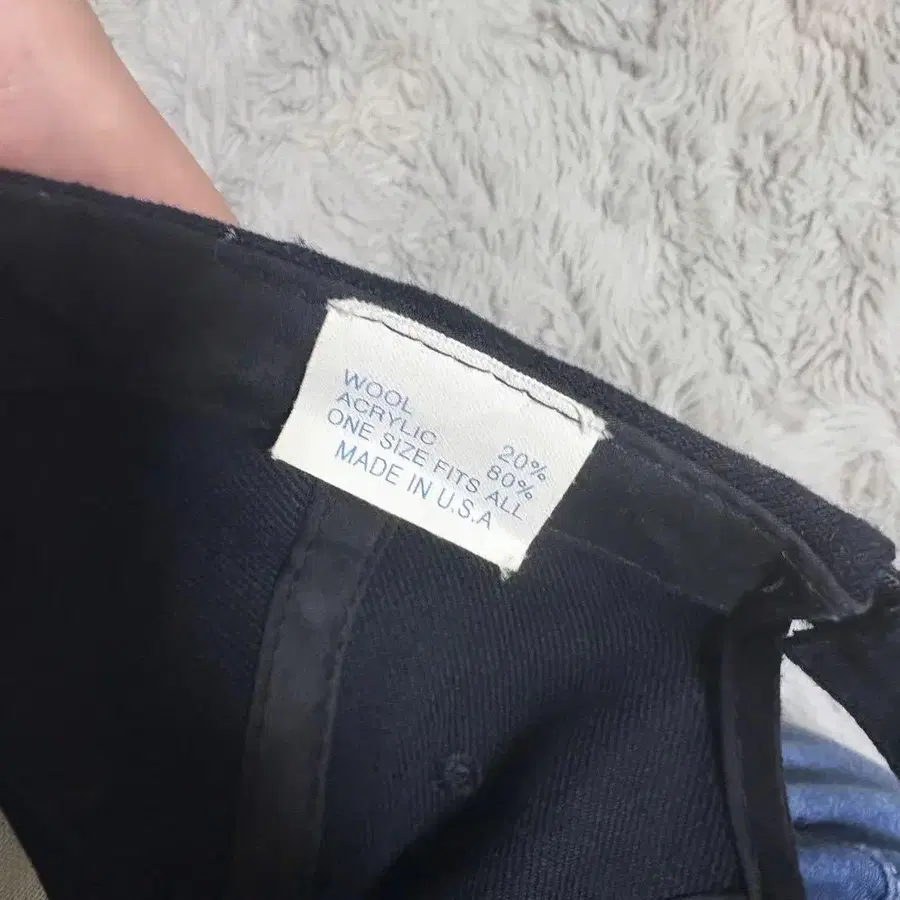 WOOL 20%
ACRYLIC 80%
ONE SIZE FITS ALL
MADE IN U.S.A